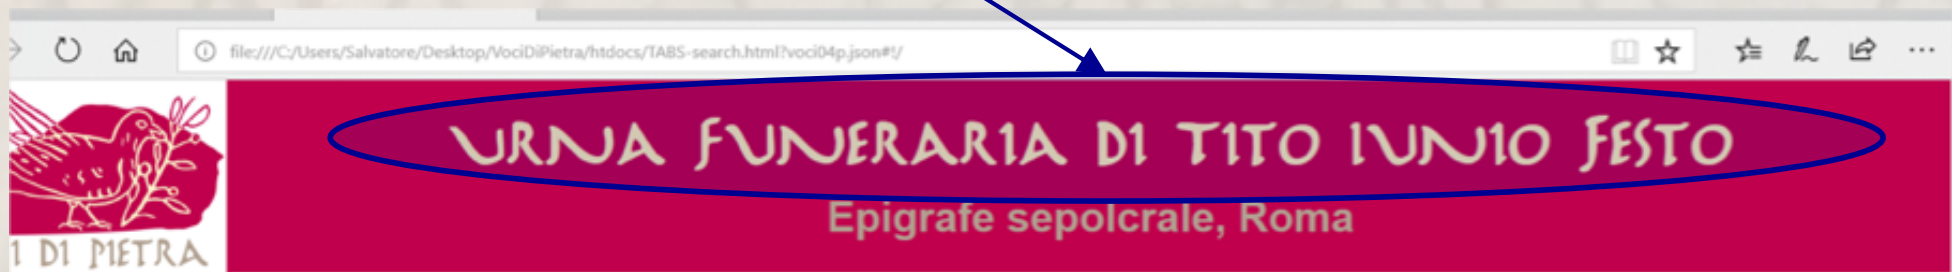 file:///C:/Users/Salvatore/Desktop/VociDiPietra/htdocs/TABS-search.html?voci04p.json#!/
URNA FUNERARIA DI TITO IUNIO FESTO
Epigrafe sepolcrale, Roma
I DI PIETRA